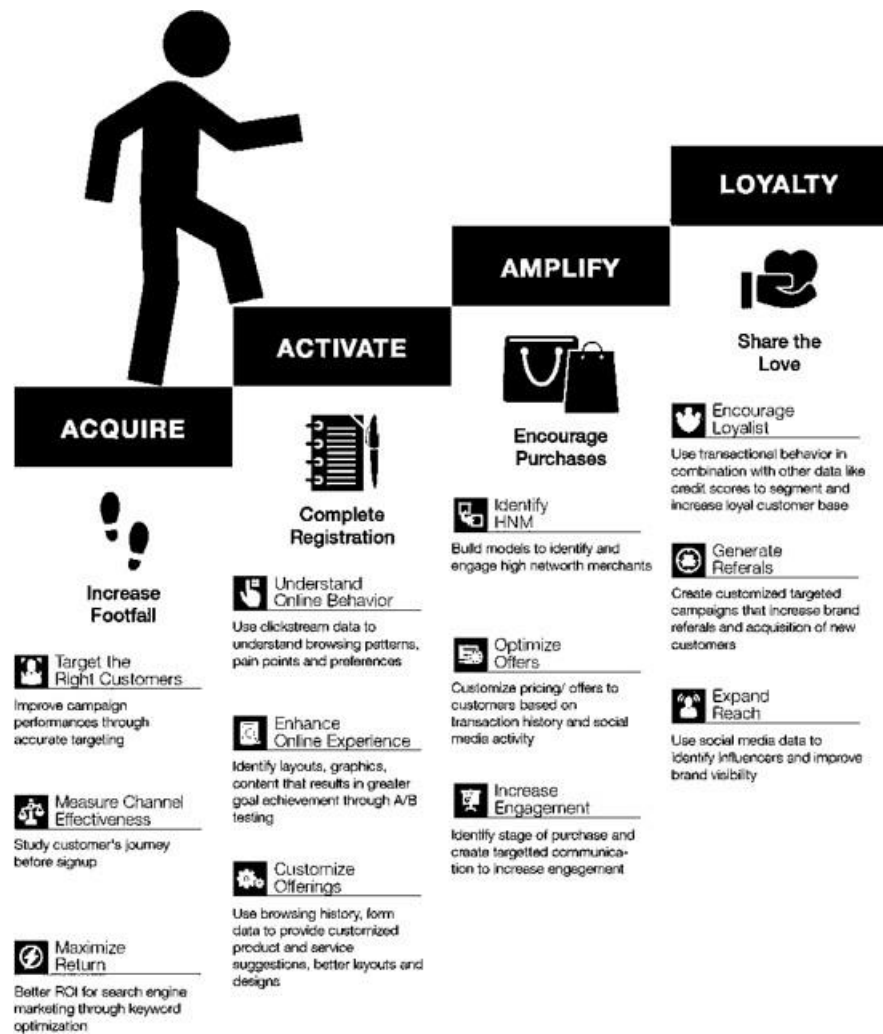 ACQUIRE
Increase
Footfall
Target the
Right Customers
Improve campaign
performances through
accurate targeting
Measure Channel
Effectiveness
Study customer's journey
before signup
Maximize
Return
Better ROI for search engine
marketing through keyword
optimization
ACTIVATE
Complete
Registration
Understand
Online Behavior
Use clickstream data to
understand browsing patterns,
pain points and preferences
Enhance
Online Experience
Identify layouts, graphics,
content that results in greater
goal achievement through A/B
testing
Customize
Offerings
Use browsing history, form
data to provide customized
product and service
suggestions, better layouts and
designs
AMPLIFY
Encourage
Purchases
Identify
HNM
Build models to identify and
engage high networth merchants
Optimize
Offers
Customize pricing/ offers to
customers based on
transaction history and social
media activity
Increase
Engagement
Identify stage of purchase and
create targetted communica-
tion to increase engagement
LOYALTY
Share the
Love
Encourage
Loyalist
Use transactional behavior in
combination with other data like
credit scores to segment and
increase loyal customer base
Generate
Referrals
Create customized targeted
campaigns that increase brand
referrals and acquisition of new
customers
Expand
Reach
Use social media data to
identify influencers and improve
brand visibility